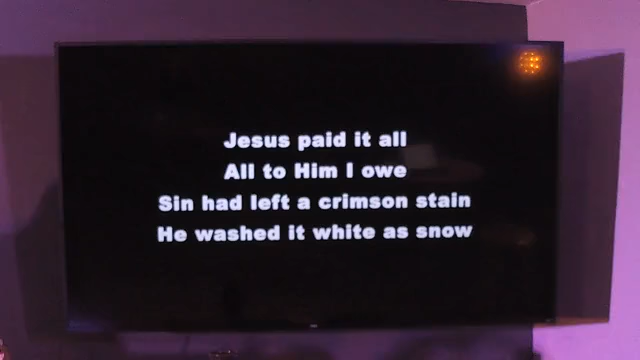 Jesus paid it all
All to Him I owe
Sin had left a crimson stain
He washed it white as snow